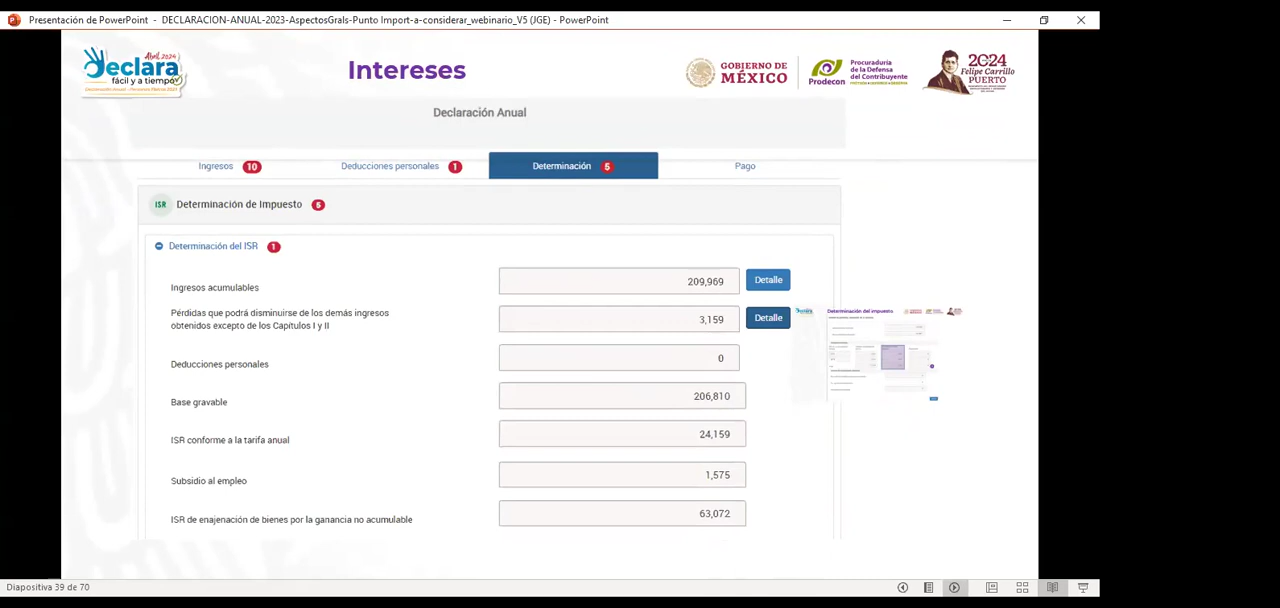 Presentación de PowerPoint - DECLARACION-ANUAL-2023-AspectosGrals-Punto Import-a-considerar_webinario_V5 (JGE) - PowerPoint
Abril 2024
Declara
fácil y a tiempo
Intereses
GOBIERNO DE
MÉXICO
Prodecon
Procuraduría
de la Defensa
del Contribuyente
2024
Felipe Carrillo
PUERTO
Declaración Anual
Ingresos 10
Deducciones personales 1
Determinación 5
Pago
ISR Determinación de Impuesto 5
Determinación del ISR 1
Ingresos acumulables 209,969 Detalle
Pérdidas que podrá disminuirse de los demás ingresos
obtenidos excepto de los Capítulos I y II 3,159 Detalle
Determinación del impuesto
Deducciones personales 0
Base gravable 206,810
ISR conforme a la tarifa anual 24,159
Subsidio al empleo 1,575
ISR de enajenación de bienes por la ganancia no acumulable 63,072
Diapositiva 39 de 70